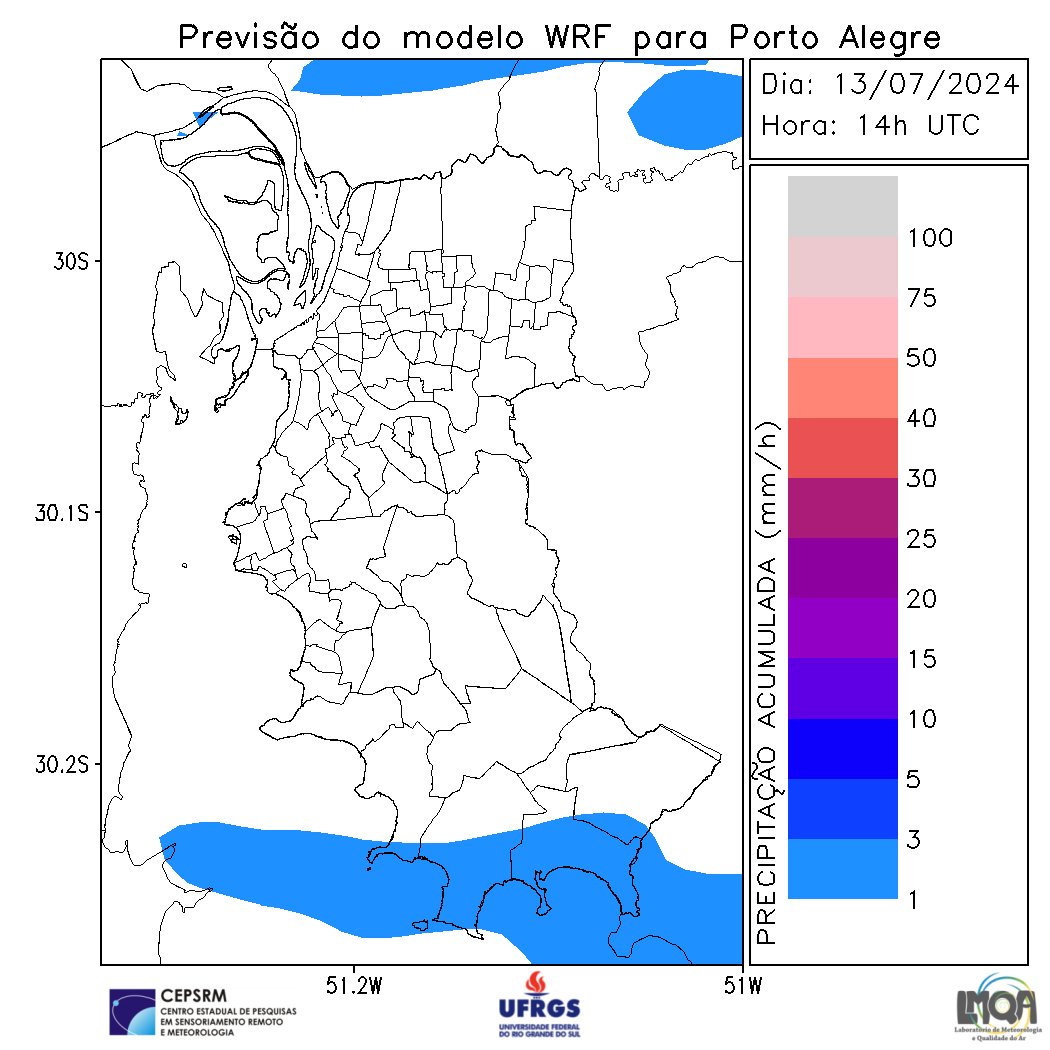 Previsão do modelo WRF para Porto Alegre
Dia: 13/07/2024
Hora: 14h UTC
30S
30.1S
30.2S
51.2W
51W
PRECIPITAÇÃO ACUMULADA (mm/h)
100
75
50
40
30
25
20
15
10
5
3
1
CEPSRM
CENTRO ESTADUAL DE PESQUISAS
EM SENSORIAMENTO REMOTO
E METEOROLOGIA
UFRGS
UNIVERSIDADE FEDERAL
DO RIO GRANDE DO SUL
LMQA
Laboratório de Meteorologia
e Qualidade do Ar